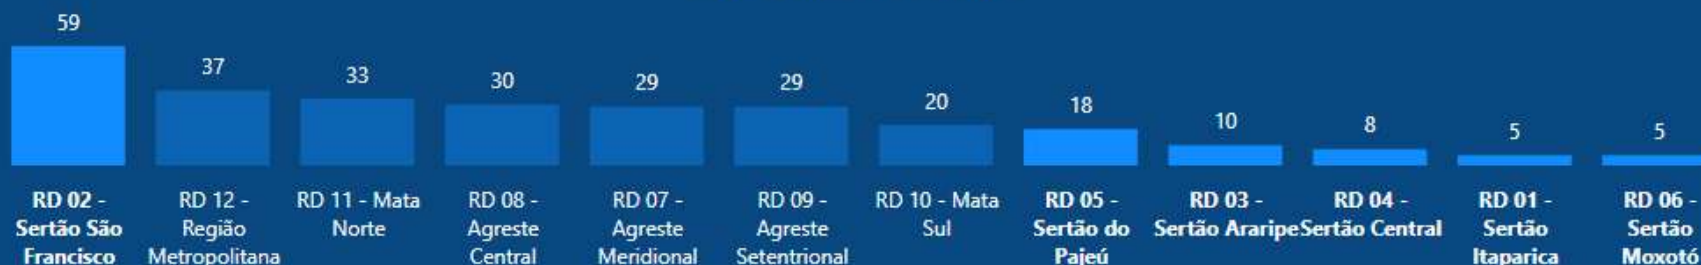 59
37
33
30
29
29
20
18
10
8
5
5
RD 02 -
Sertão São
Francisco
RD 12 -
Região
Metropolitana
RD 11 - Mata
Norte
RD 08 -
Agreste
Central
RD 07 -
Agreste
Meridional
RD 09 -
Agreste
Setentrional
RD 10 - Mata
Sul
RD 05 -
Sertão do
Pajeú
RD 03 -
Sertão Araripe
RD 04 -
Sertão Central
RD 01 -
Sertão
Itaparica
RD 06 -
Sertão
Moxotó